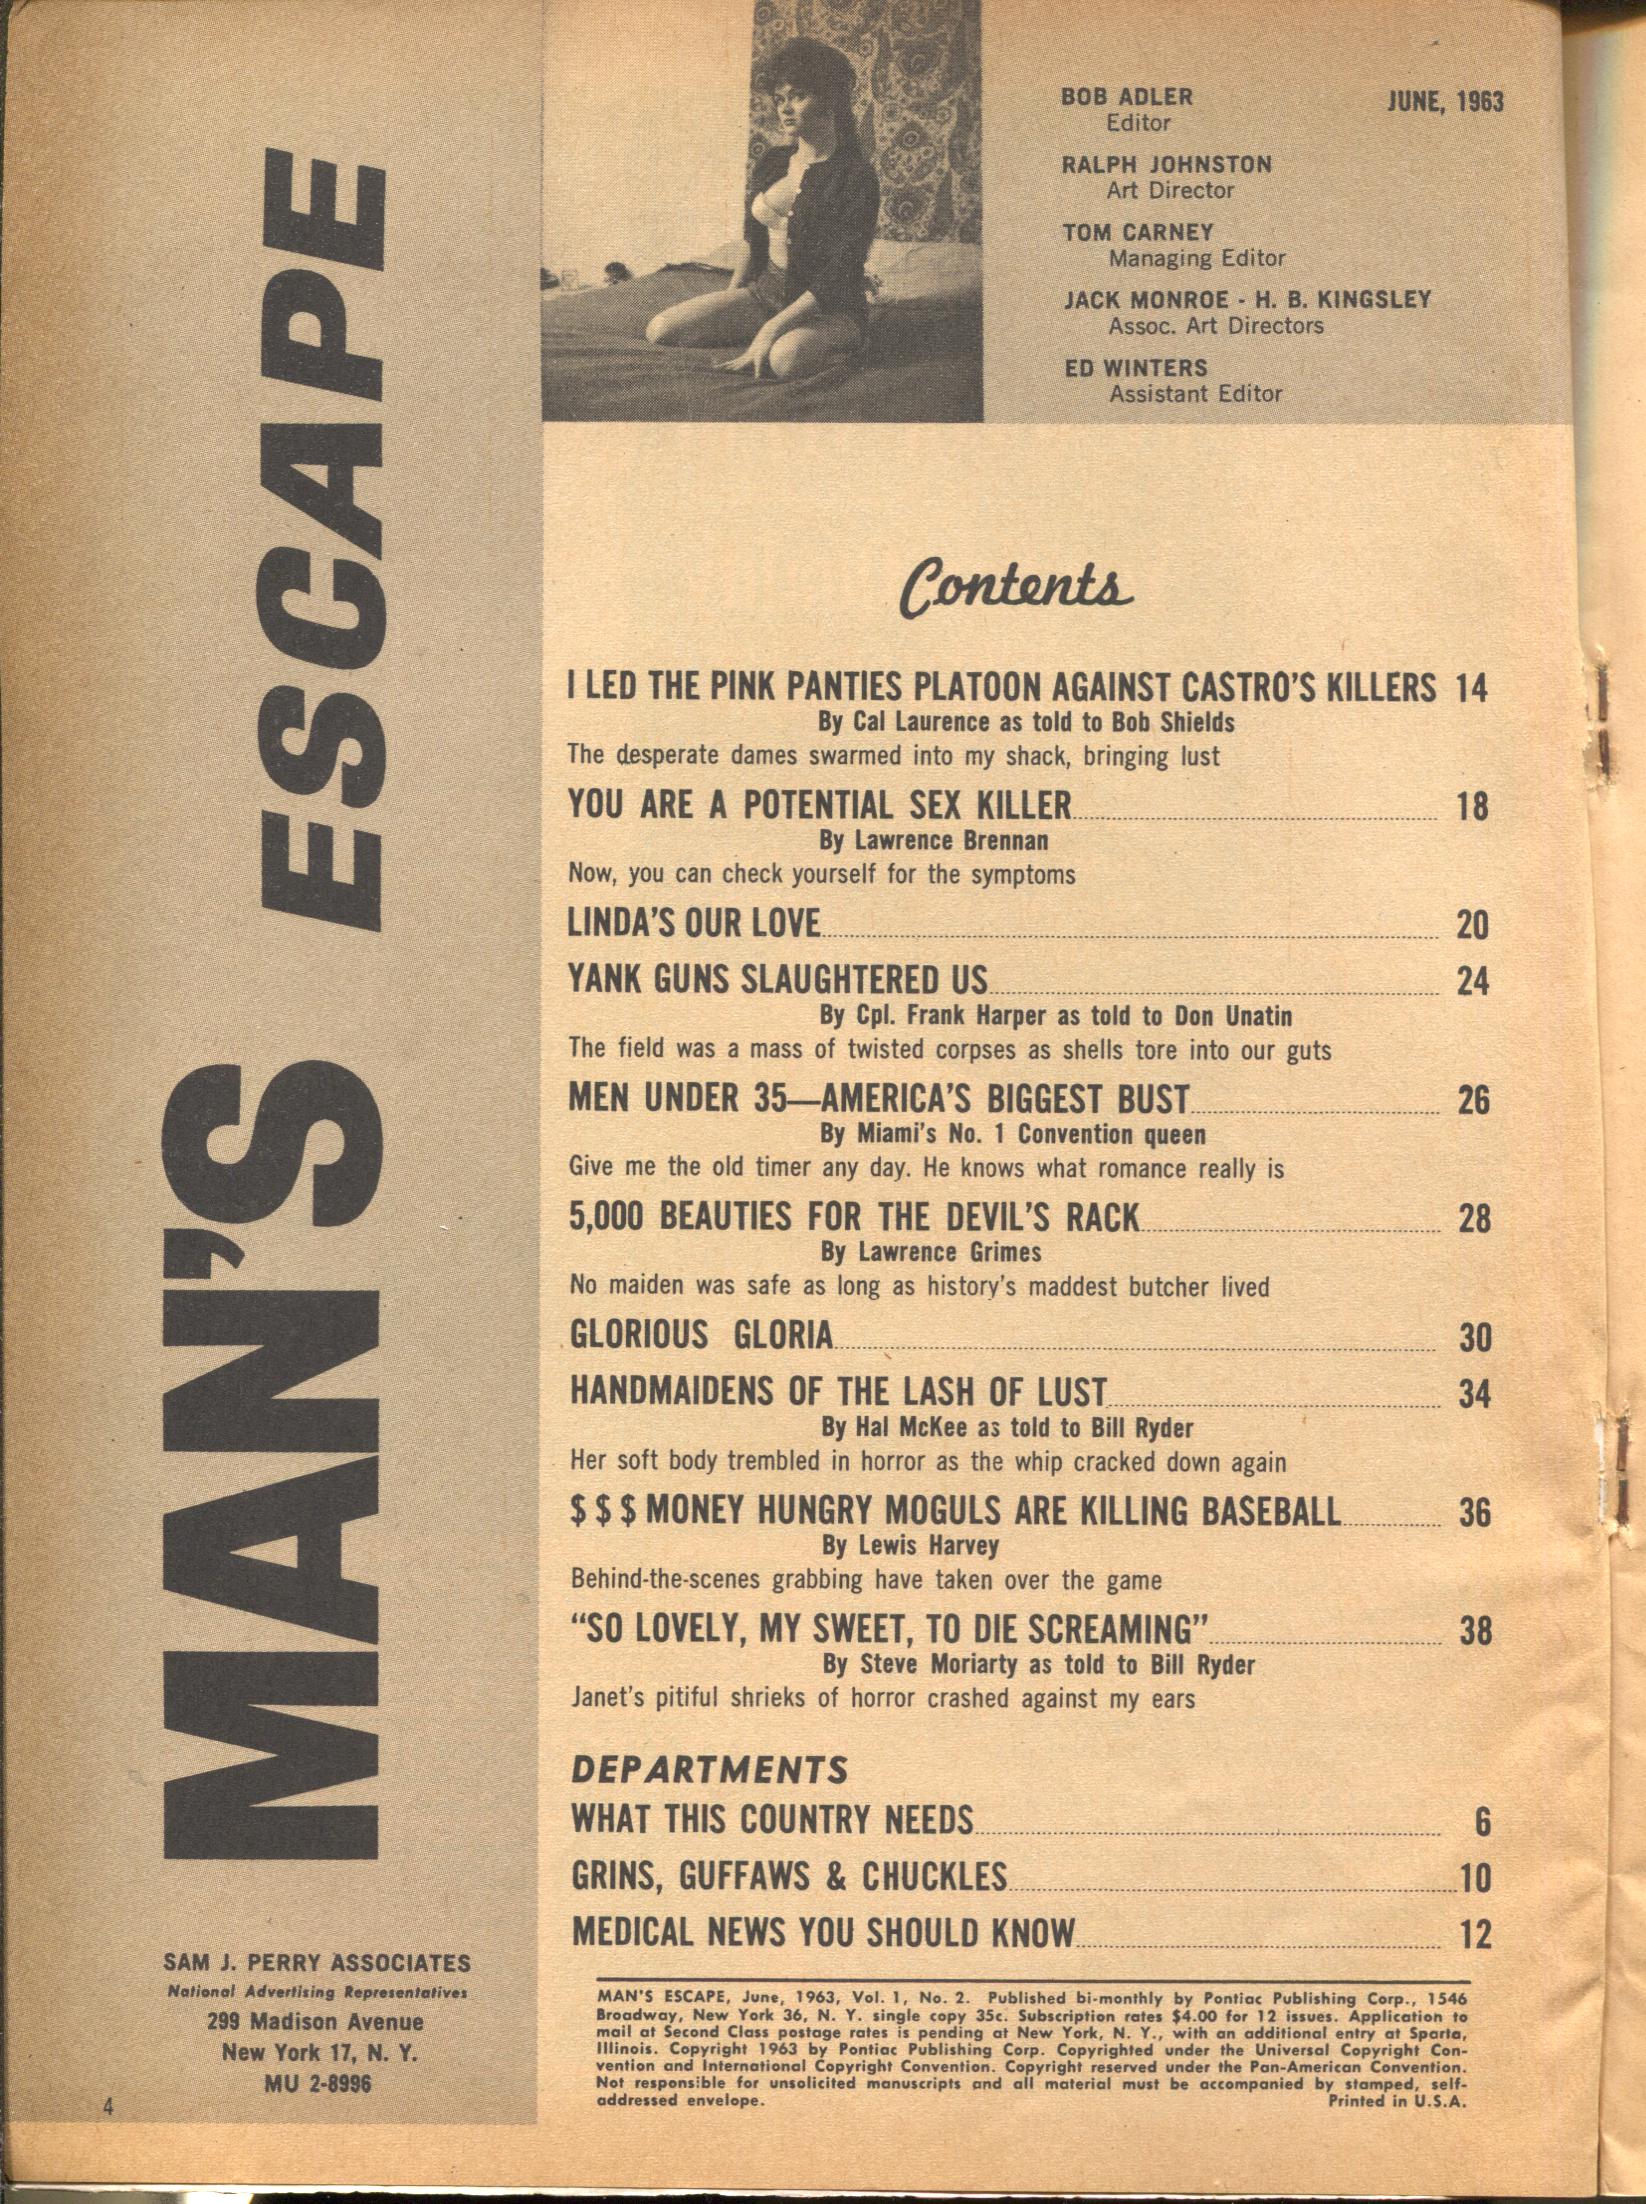 MAN'S ESCAPE
BOB ADLER
Editor
JUNE, 1963
RALPH JOHNSTON
Art Director
TOM CARNEY
Managing Editor
JACK MONROE - H. B. KINGSLEY
Assoc. Art Directors
ED WINTERS
Assistant Editor
Contents
I LED THE PINK PANTIES PLATOON AGAINST CASTRO'S KILLERS 14
By Cal Laurence as told to Bob Shields
The desperate dames swarmed into my shack, bringing lust
YOU ARE A POTENTIAL SEX KILLER 18
By Lawrence Brennan
Now, you can check yourself for the symptoms
LINDA'S OUR LOVE 20
YANK GUNS SLAUGHTERED US 24
By Cpl. Frank Harper as told to Don Unatin
The field was a mass of twisted corpses as shells tore into our guts
MEN UNDER 35—AMERICA'S BIGGEST BUST 26
By Miami's No. 1 Convention queen
Give me the old timer any day. He knows what romance really is
5,000 BEAUTIES FOR THE DEVIL'S RACK 28
By Lawrence Grimes
No maiden was safe as long as history's maddest butcher lived
GLORIOUS GLORIA 30
HANDMAIDENS OF THE LASH OF LUST 34
By Hal McKee as told to Bill Ryder
Her soft body trembled in horror as the whip cracked down again
$ $ $ MONEY HUNGRY MOGULS ARE KILLING BASEBALL 36
By Lewis Harvey
Behind-the-scenes grabbing have taken over the game
"SO LOVELY, MY SWEET, TO DIE SCREAMING" 38
By Steve Moriarty as told to Bill Ryder
Janet's pitiful shrieks of horror crashed against my ears
DEPARTMENTS
WHAT THIS COUNTRY NEEDS 6
GRINS, GUFFAWS & CHUCKLES 10
MEDICAL NEWS YOU SHOULD KNOW 12
SAM J. PERRY ASSOCIATES
National Advertising Representatives
299 Madison Avenue
New York 17, N. Y.
MU 2-8996
MAN'S ESCAPE, June, 1963, Vol. 1, No. 2. Published bi-monthly by Pontiac Publishing Corp., 1546
Broadway, New York 36, N. Y. single copy 35c. Subscription rates $4.00 for 12 issues. Application to
mail at Second Class postage rates is pending at New York, N. Y., with an additional entry at Sparta,
Illinois. Copyright 1963 by Pontiac Publishing Corp. Copyrighted under the Universal Copyright Con-
vention and International Copyright Convention. Copyright reserved under the Pan-American Convention.
Not responsible for unsolicited manuscripts and all material must be accompanied by stamped, self-
addressed envelope. Printed in U.S.A.
4